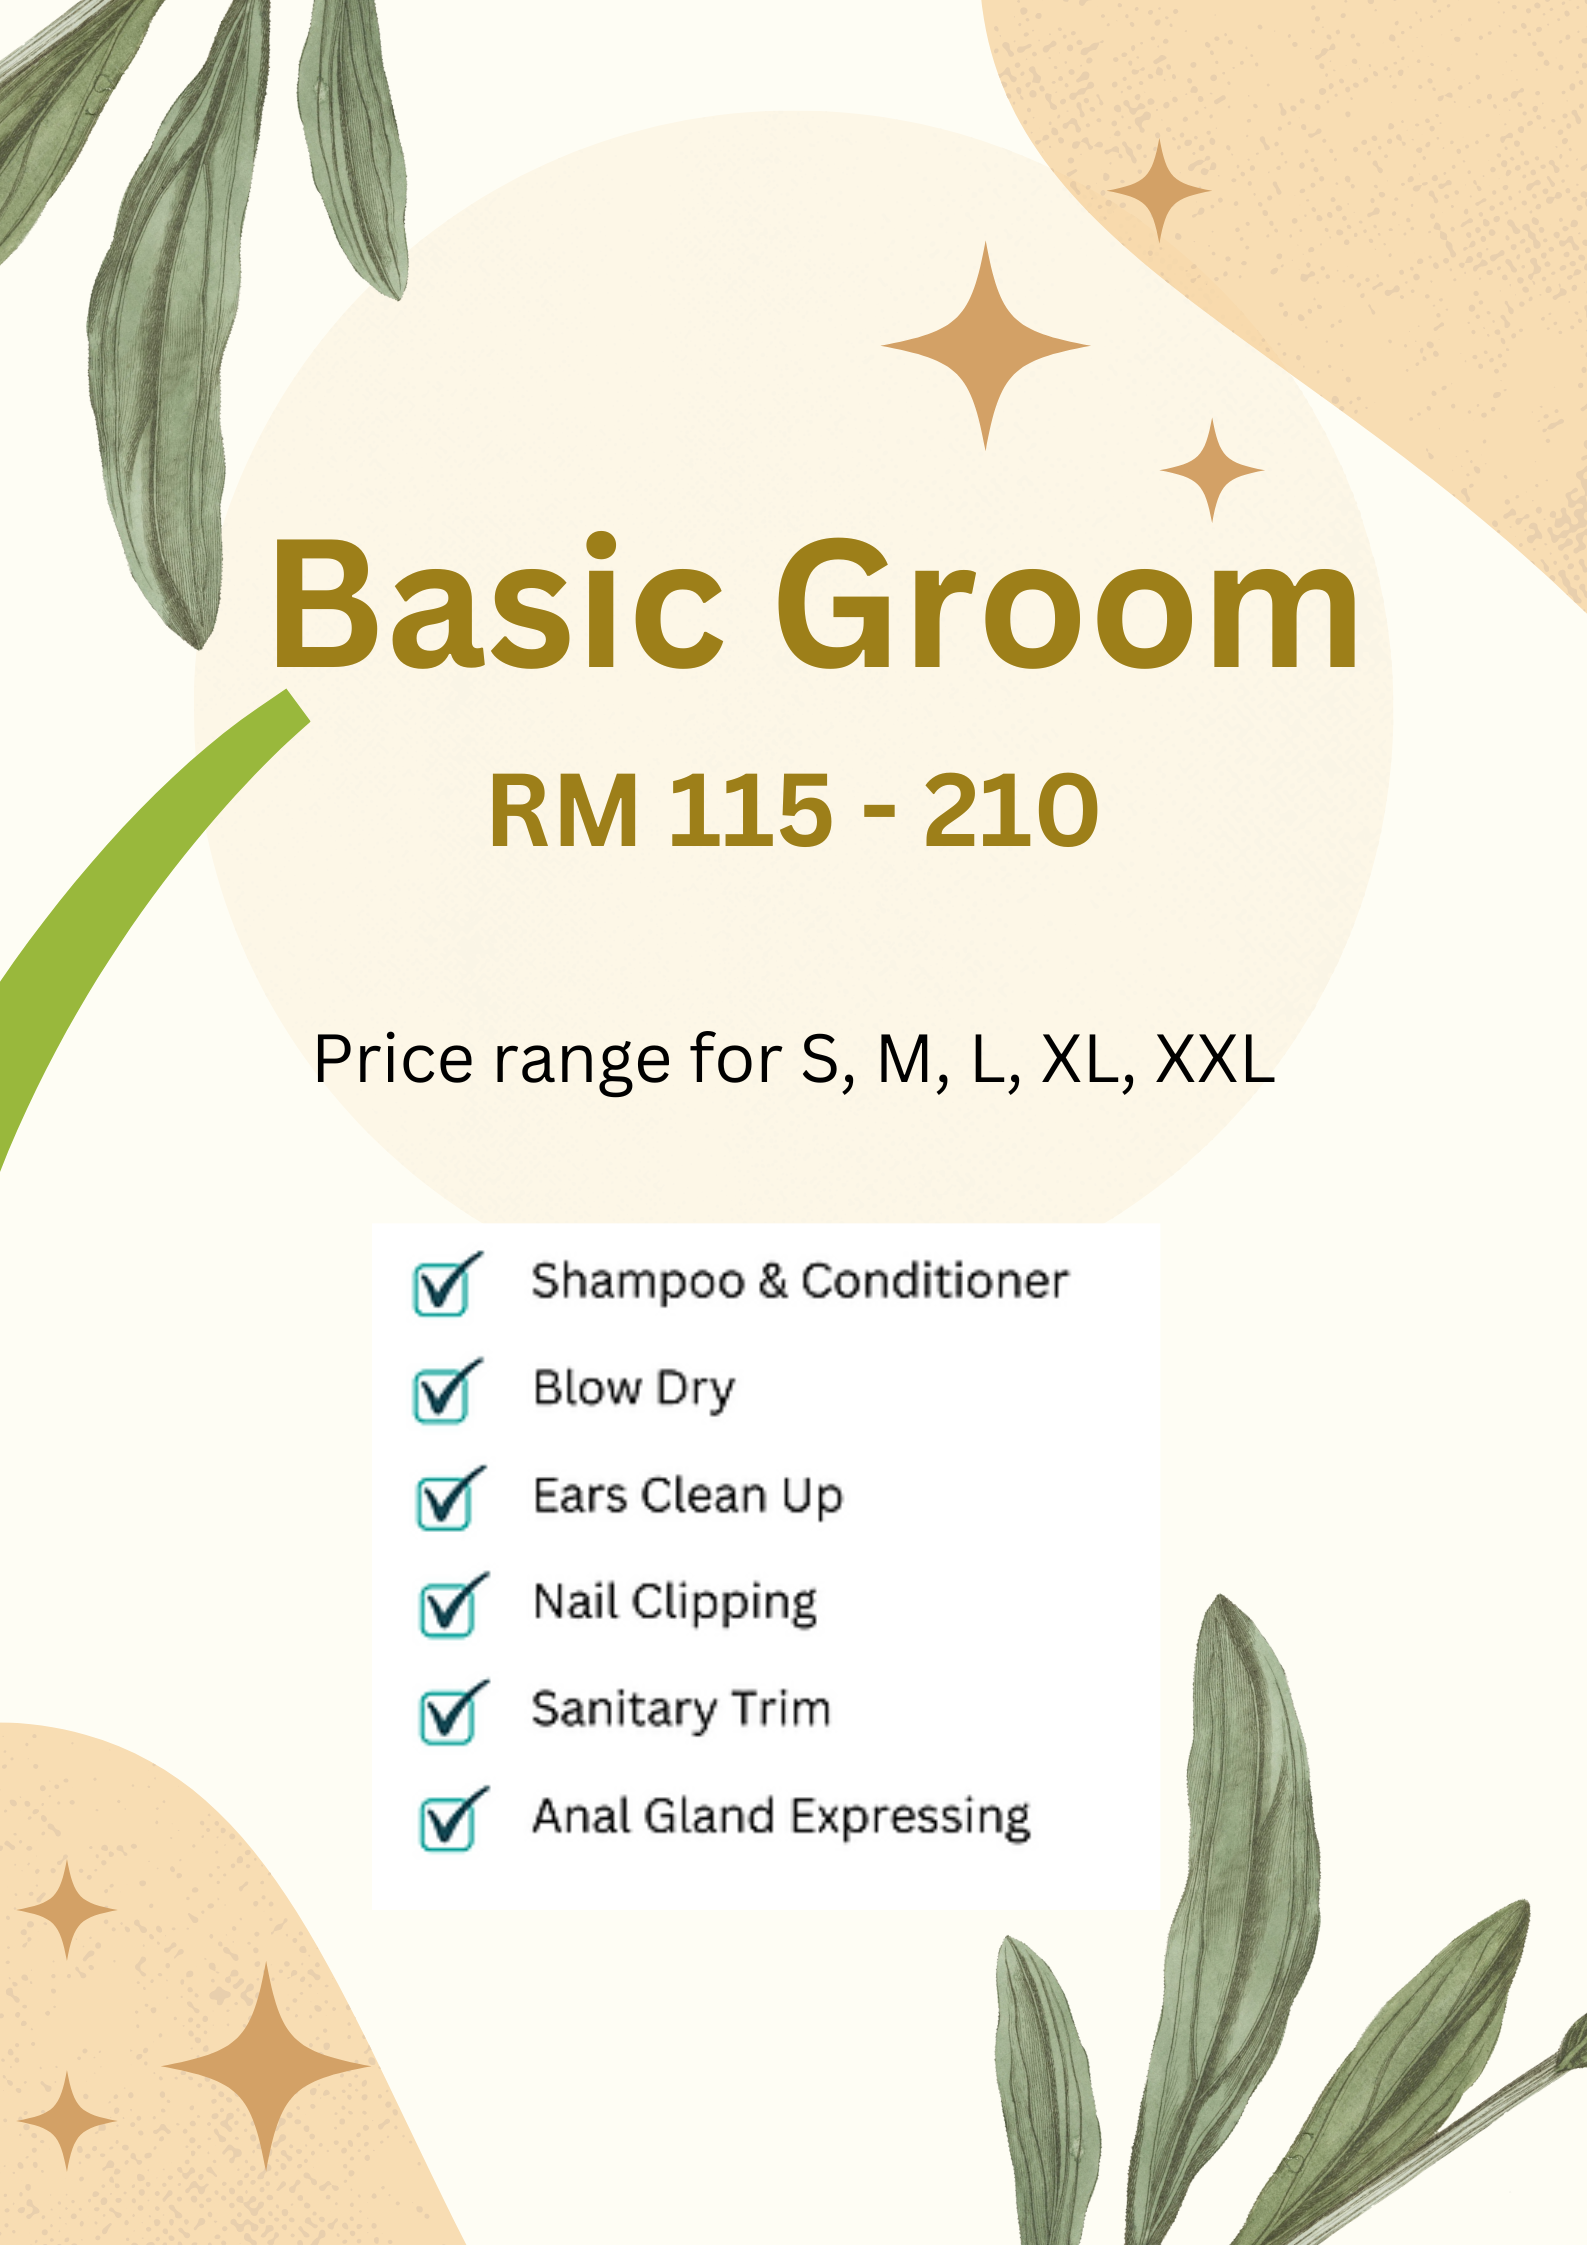 Basic Groom
RM 115 - 210
Price range for S, M, L, XL, XXL
Shampoo & Conditioner
Blow Dry
Ears Clean Up
Nail Clipping
Sanitary Trim
Anal Gland Expressing